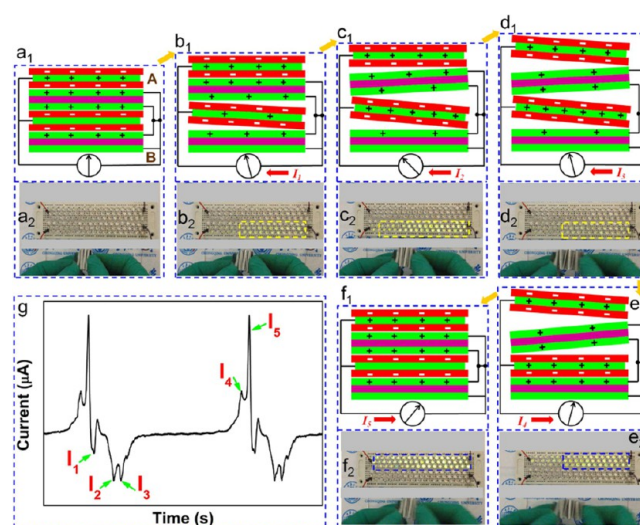 a1
A
B
b1
I1
c1
I2
d1
I3
a2
b2
c2
d2
g
I5
I4
I1
I2
I3
Current (μA)
Time (s)
f1
I5
e
I4
f2
e